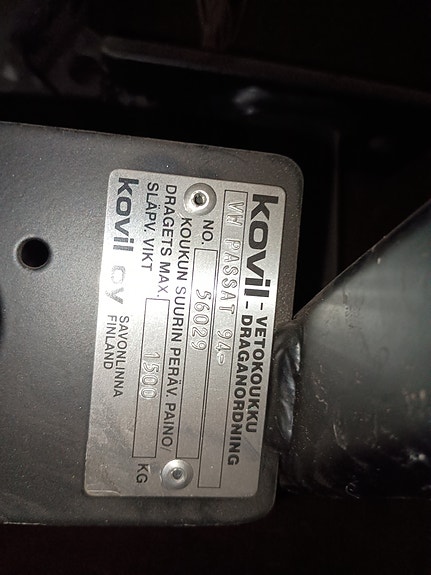 kovil - VETOKOUKKU
- DRAGANORDNING
VW PASSAT 94-
NO. 56029
KOUKUN SUURIN PERÄV. PAINO/
DRAGETS MAX.
SLÄPV. VIKT 1500 KG
kovil oy SAVONLINNA
FINLAND